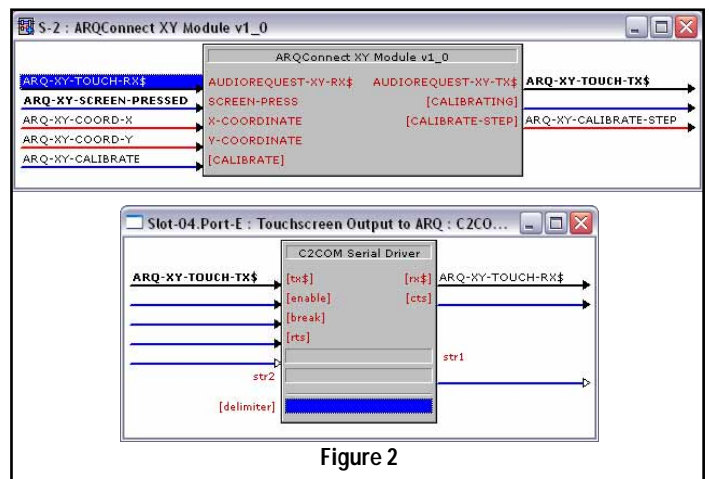 S-2 : ARQConnect XY Module v1_0
ARQConnect XY Module v1_0
ARQ-XY-TOUCH-RX$ AUDIOREQUEST-XY-RX$ AUDIOREQUEST-XY-TX$ ARQ-XY-TOUCH-TX$
ARQ-XY-SCREEN-PRESSED SCREEN-PRESS [CALIBRATING]
ARQ-XY-COORD-X X-COORDINATE [CALIBRATE-STEP] ARQ-XY-CALIBRATE-STEP
ARQ-XY-COORD-Y Y-COORDINATE
ARQ-XY-CALIBRATE [CALIBRATE]
Slot-04.Port-E : Touchscreen Output to ARQ : C2CO...
C2COM Serial Driver
ARQ-XY-TOUCH-TX$ [tx$] [rx$] ARQ-XY-TOUCH-RX$
[enable] [cts]
[break]
[rts]
str1
str2
[delimiter]
Figure 2